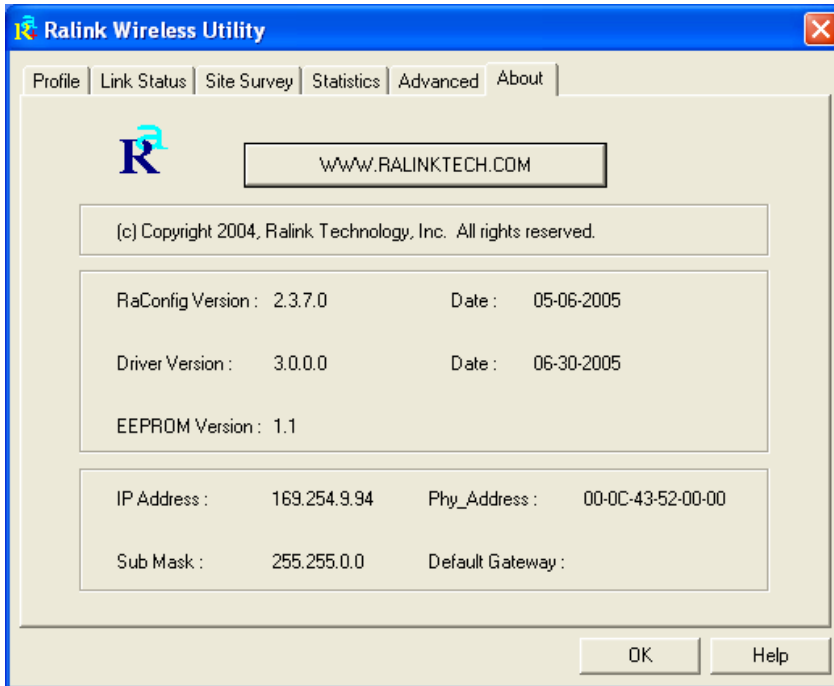 Ralink Wireless Utility
Profile Link Status Site Survey Statistics Advanced About
Ra
WWW.RALINKTECH.COM
(c) Copyright 2004, Ralink Technology, Inc. All rights reserved.
RaConfig Version : 2.3.7.0 Date : 05-06-2005
Driver Version : 3.0.0.0 Date : 06-30-2005
EEPROM Version : 1.1
IP Address : 169.254.9.94 Phy_Address : 00-0C-43-52-00-00
Sub Mask : 255.255.0.0 Default Gateway :
OK Help